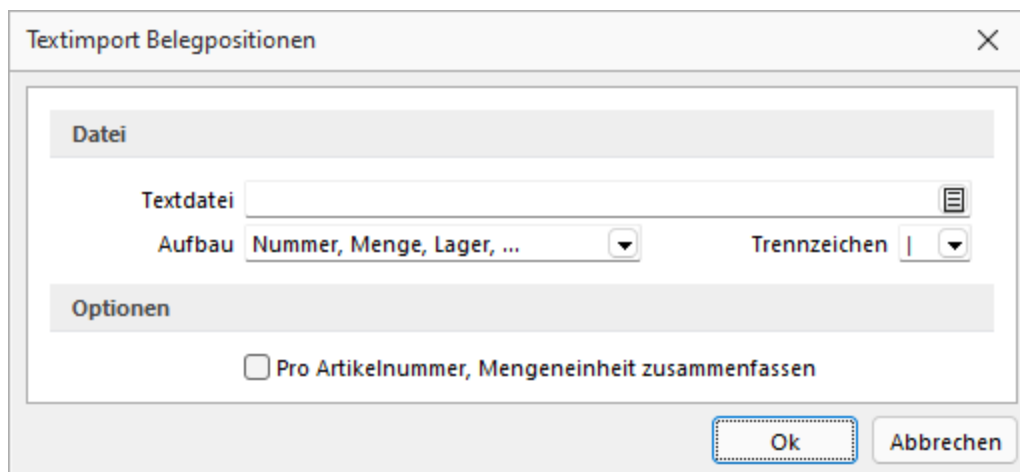 Textimport Belegpositionen
Datei
Textdatei
Aufbau Nummer, Menge, Lager, ... Trennzeichen |
Optionen
Pro Artikelnummer, Mengeneinheit zusammenfassen
Ok Abbrechen